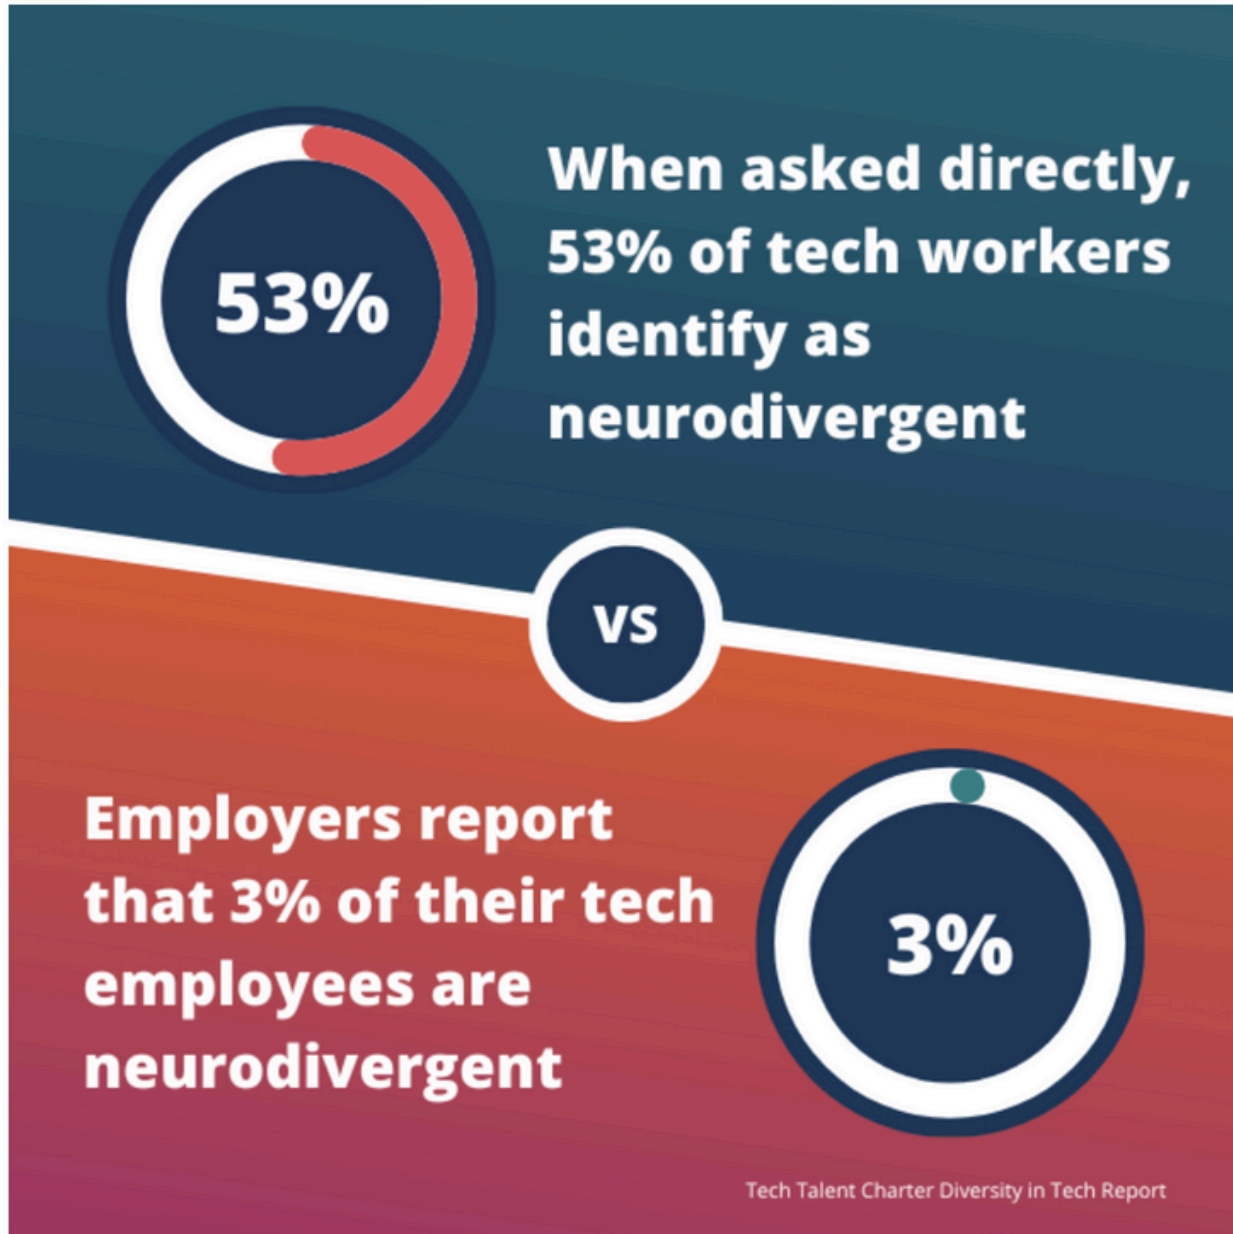 53%
When asked directly,
53% of tech workers
identify as
neurodivergent
VS
Employers report
that 3% of their tech
employees are
neurodivergent
3%
Tech Talent Charter Diversity in Tech Report